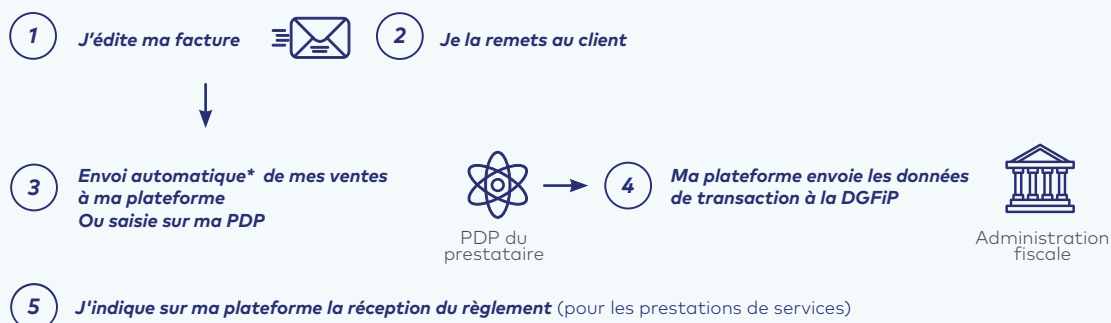 1 J'édite ma facture 2 Je la remets au client
3 Envoi automatique* de mes ventes
à ma plateforme
Ou saisie sur ma PDP
PDP du
prestataire
4 Ma plateforme envoie les données
de transaction à la DGFiP
Administration
fiscale
5 J'indique sur ma plateforme la réception du règlement (pour les prestations de services)